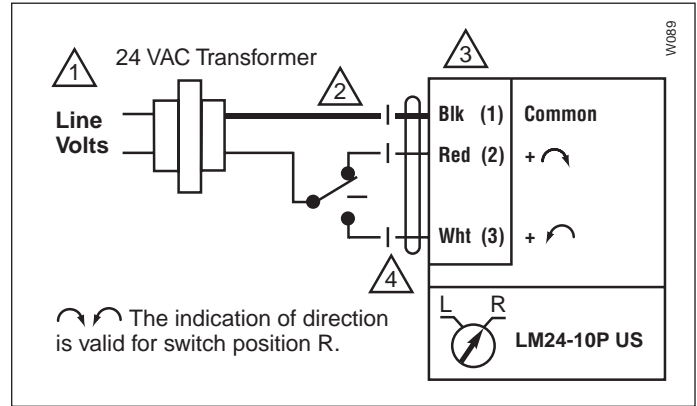 W089
1
24 VAC Transformer
2
3
Line
Volts
Blk (1) Common
Red (2) +
Wht (3) +
4
The indication of direction
is valid for switch position R.
L R
LM24-10P US